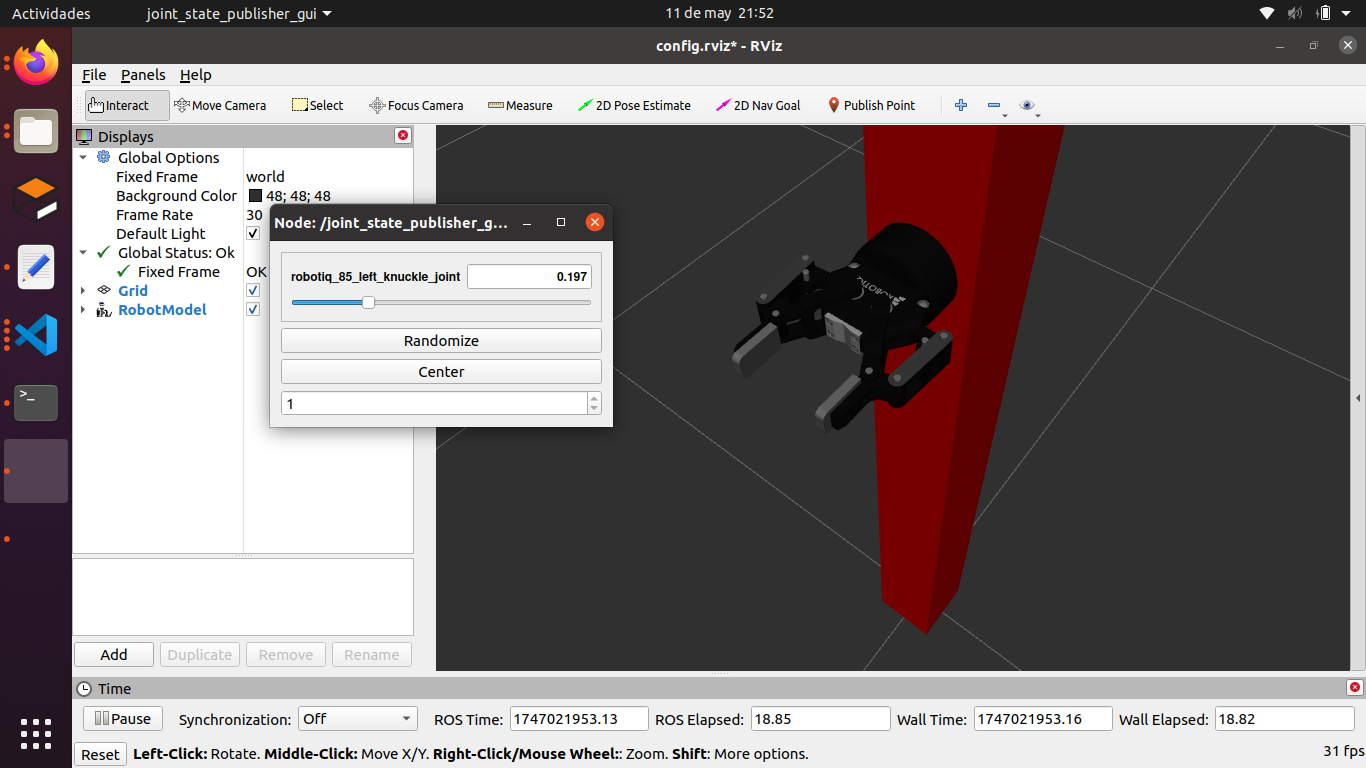 Actividades joint_state_publisher_gui 11 de may 21:52
config.rviz* - RViz
File Panels Help
Interact Move Camera Select Focus Camera Measure 2D Pose Estimate 2D Nav Goal Publish Point
Displays
Global Options
Fixed Frame world
Background Color 48; 48; 48
Frame Rate 30
Default Light
Global Status: Ok
Fixed Frame OK
Grid
RobotModel
Node: /joint_state_publisher_g...
robotiq_85_left_knuckle_joint 0.197
Randomize
Center
1
ROBOTIQ
Add Duplicate Remove Rename
Time
Pause Synchronization: Off ROS Time: 1747021953.13 ROS Elapsed: 18.85 Wall Time: 1747021953.16 Wall Elapsed: 18.82
Reset Left-Click: Rotate. Middle-Click: Move X/Y. Right-Click/Mouse Wheel:: Zoom. Shift: More options. 31 fps